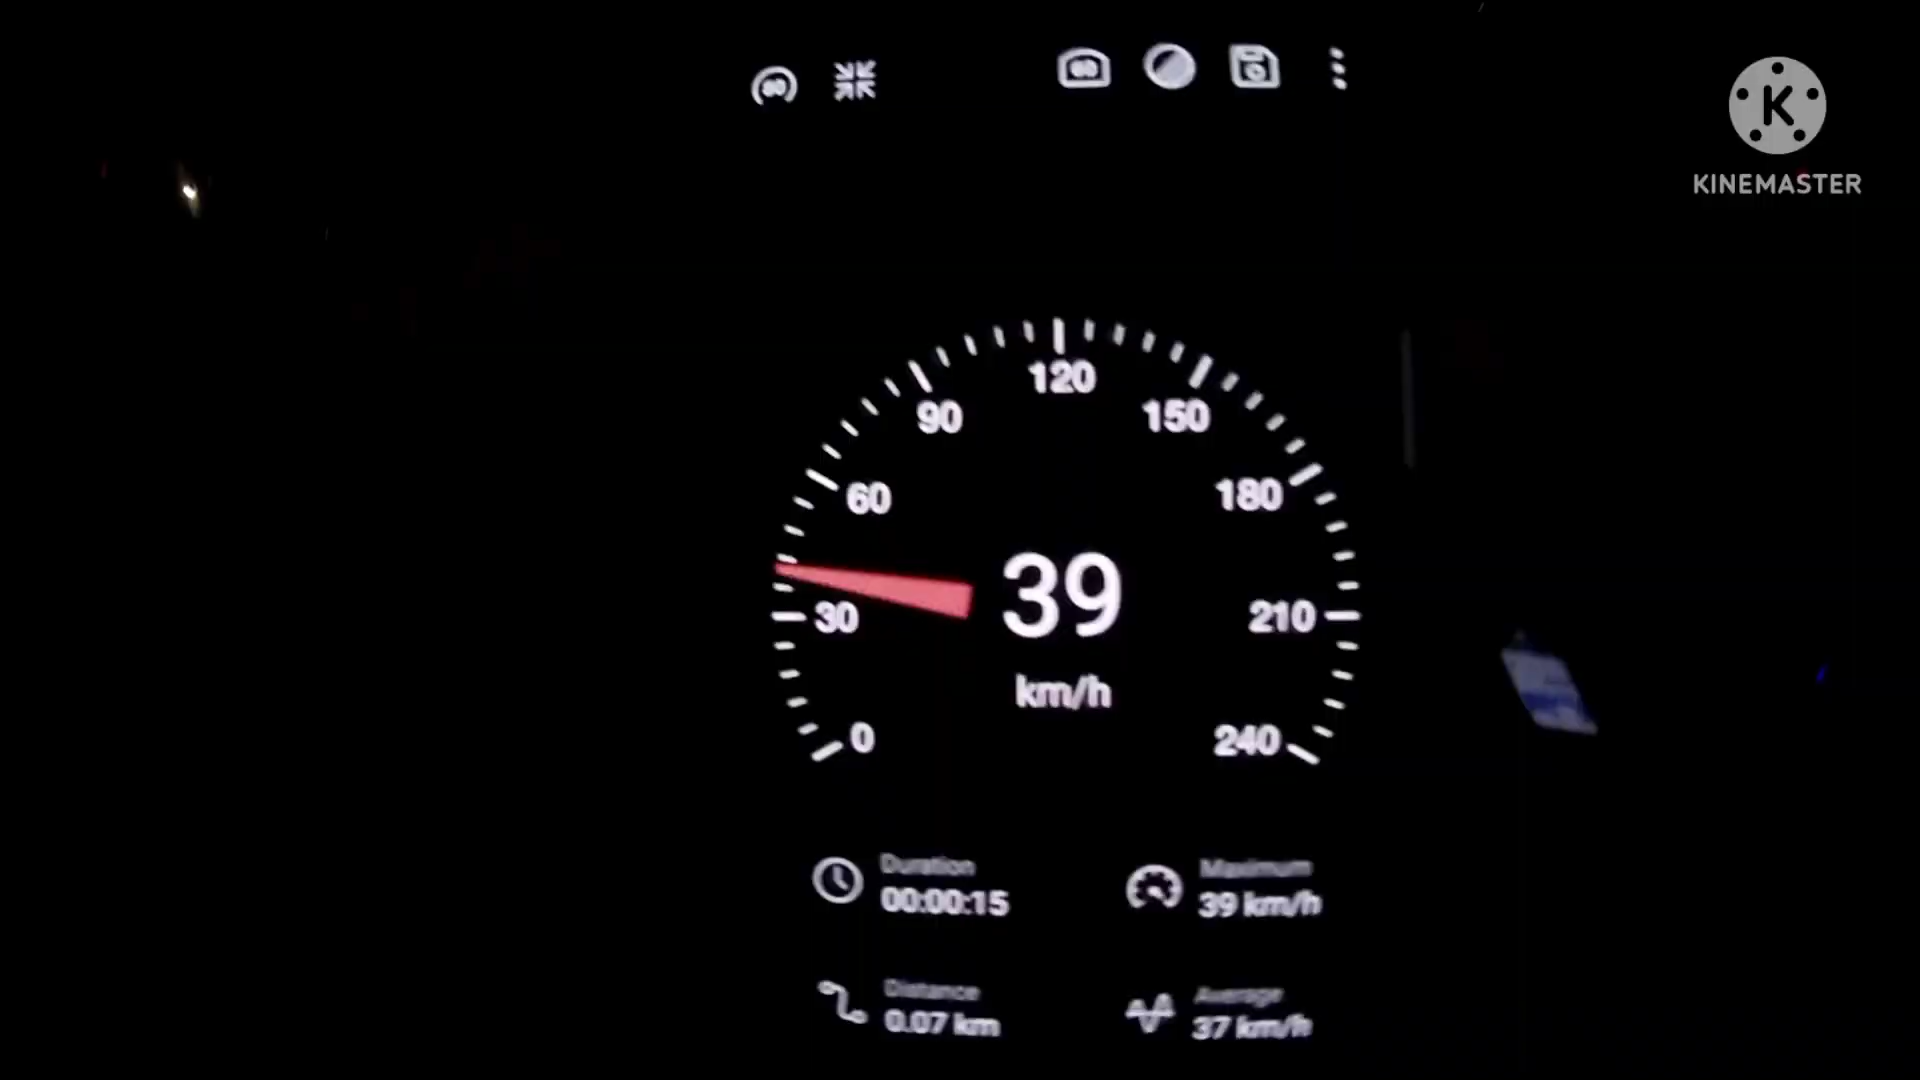 KINEMASTER
120
90
150
60
180
39
30
210
km/h
0
240
Duration
00:00:15
Maximum
39 km/h
Distance
0.07 km
Average
37 km/h